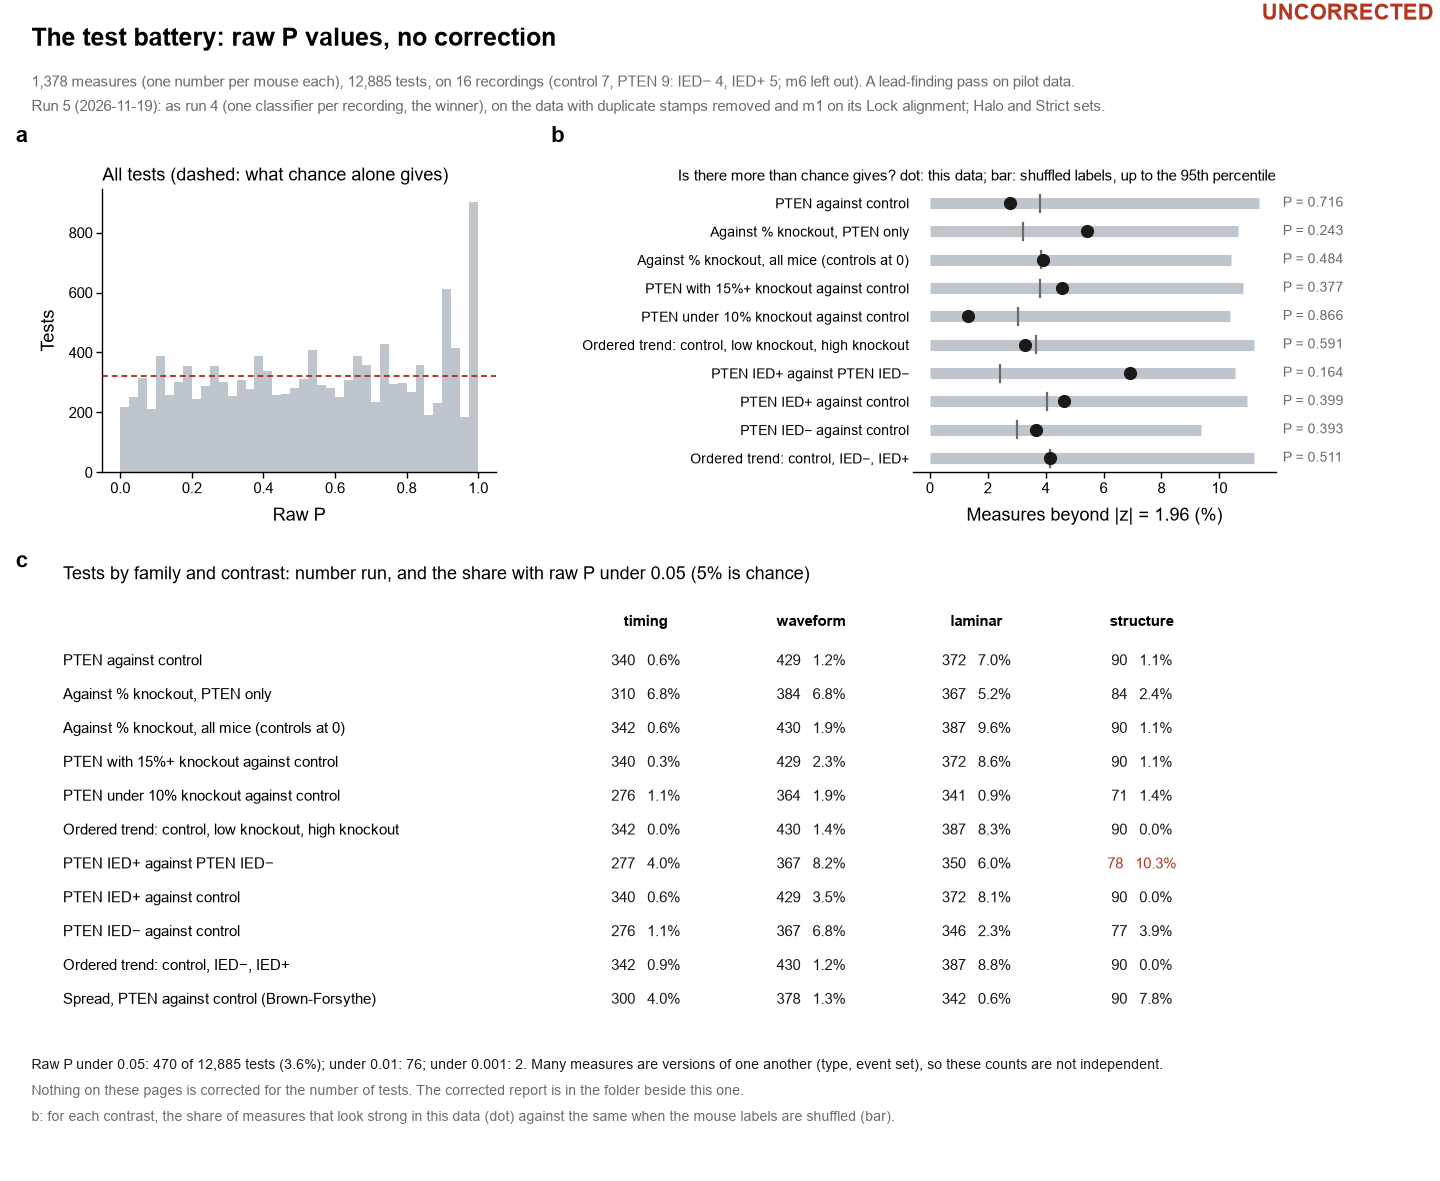 UNCORRECTED
The test battery: raw P values, no correction
1,378 measures (one number per mouse each), 12,885 tests, on 16 recordings (control 7, PTEN 9: IED− 4, IED+ 5; m6 left out). A lead-finding pass on pilot data.
Run 5 (2026-11-19): as run 4 (one classifier per recording, the winner), on the data with duplicate stamps removed and m1 on its Lock alignment; Halo and Strict sets.
a
All tests (dashed: what chance alone gives)
Tests
800
600
400
200
0
0.0 0.2 0.4 0.6 0.8 1.0
Raw P
b
Is there more than chance gives? dot: this data; bar: shuffled labels, up to the 95th percentile
PTEN against control P = 0.716
Against % knockout, PTEN only P = 0.243
Against % knockout, all mice (controls at 0) P = 0.484
PTEN with 15%+ knockout against control P = 0.377
PTEN under 10% knockout against control P = 0.866
Ordered trend: control, low knockout, high knockout P = 0.591
PTEN IED+ against PTEN IED− P = 0.164
PTEN IED+ against control P = 0.399
PTEN IED− against control P = 0.393
Ordered trend: control, IED−, IED+ P = 0.511
0 2 4 6 8 10
Measures beyond |z| = 1.96 (%)
c
Tests by family and contrast: number run, and the share with raw P under 0.05 (5% is chance)
timing waveform laminar structure
PTEN against control 340 0.6% 429 1.2% 372 7.0% 90 1.1%
Against % knockout, PTEN only 310 6.8% 384 6.8% 367 5.2% 84 2.4%
Against % knockout, all mice (controls at 0) 342 0.6% 430 1.9% 387 9.6% 90 1.1%
PTEN with 15%+ knockout against control 340 0.3% 429 2.3% 372 8.6% 90 1.1%
PTEN under 10% knockout against control 276 1.1% 364 1.9% 341 0.9% 71 1.4%
Ordered trend: control, low knockout, high knockout 342 0.0% 430 1.4% 387 8.3% 90 0.0%
PTEN IED+ against PTEN IED− 277 4.0% 367 8.2% 350 6.0% 78 10.3%
PTEN IED+ against control 340 0.6% 429 3.5% 372 8.1% 90 0.0%
PTEN IED− against control 276 1.1% 367 6.8% 346 2.3% 77 3.9%
Ordered trend: control, IED−, IED+ 342 0.9% 430 1.2% 387 8.8% 90 0.0%
Spread, PTEN against control (Brown-Forsythe) 300 4.0% 378 1.3% 342 0.6% 90 7.8%
Raw P under 0.05: 470 of 12,885 tests (3.6%); under 0.01: 76; under 0.001: 2. Many measures are versions of one another (type, event set), so these counts are not independent.
Nothing on these pages is corrected for the number of tests. The corrected report is in the folder beside this one.
b: for each contrast, the share of measures that look strong in this data (dot) against the same when the mouse labels are shuffled (bar).